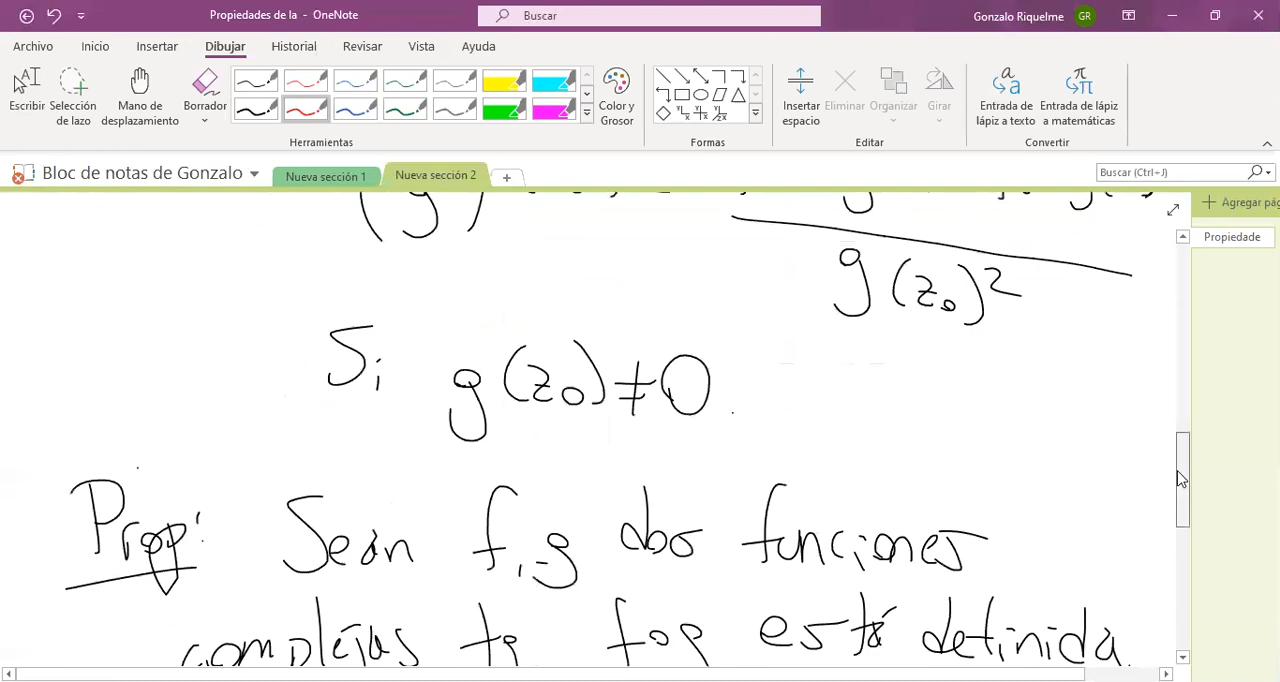 Propiedades de la - OneNote
Buscar
Gonzalo Riquelme
GR
Archivo Inicio Insertar Dibujar Historial Revisar Vista Ayuda
Escribir
Selección de lazo
Mano de desplazamiento
Borrador
Color y Grosor
Insertar espacio
Eliminar
Organizar
Girar
Entrada de lápiz a texto
Entrada de lápiz a matemáticas
Herramientas
Formas
Editar
Convertir
Bloc de notas de Gonzalo
Nueva sección 1
Nueva sección 2
Buscar (Ctrl+J)
Agregar pág
Propiedade
g(z₀)²
Si g(z₀)≠0.
Prop: Sean f, g dos funciones
complejas tq fog está definida